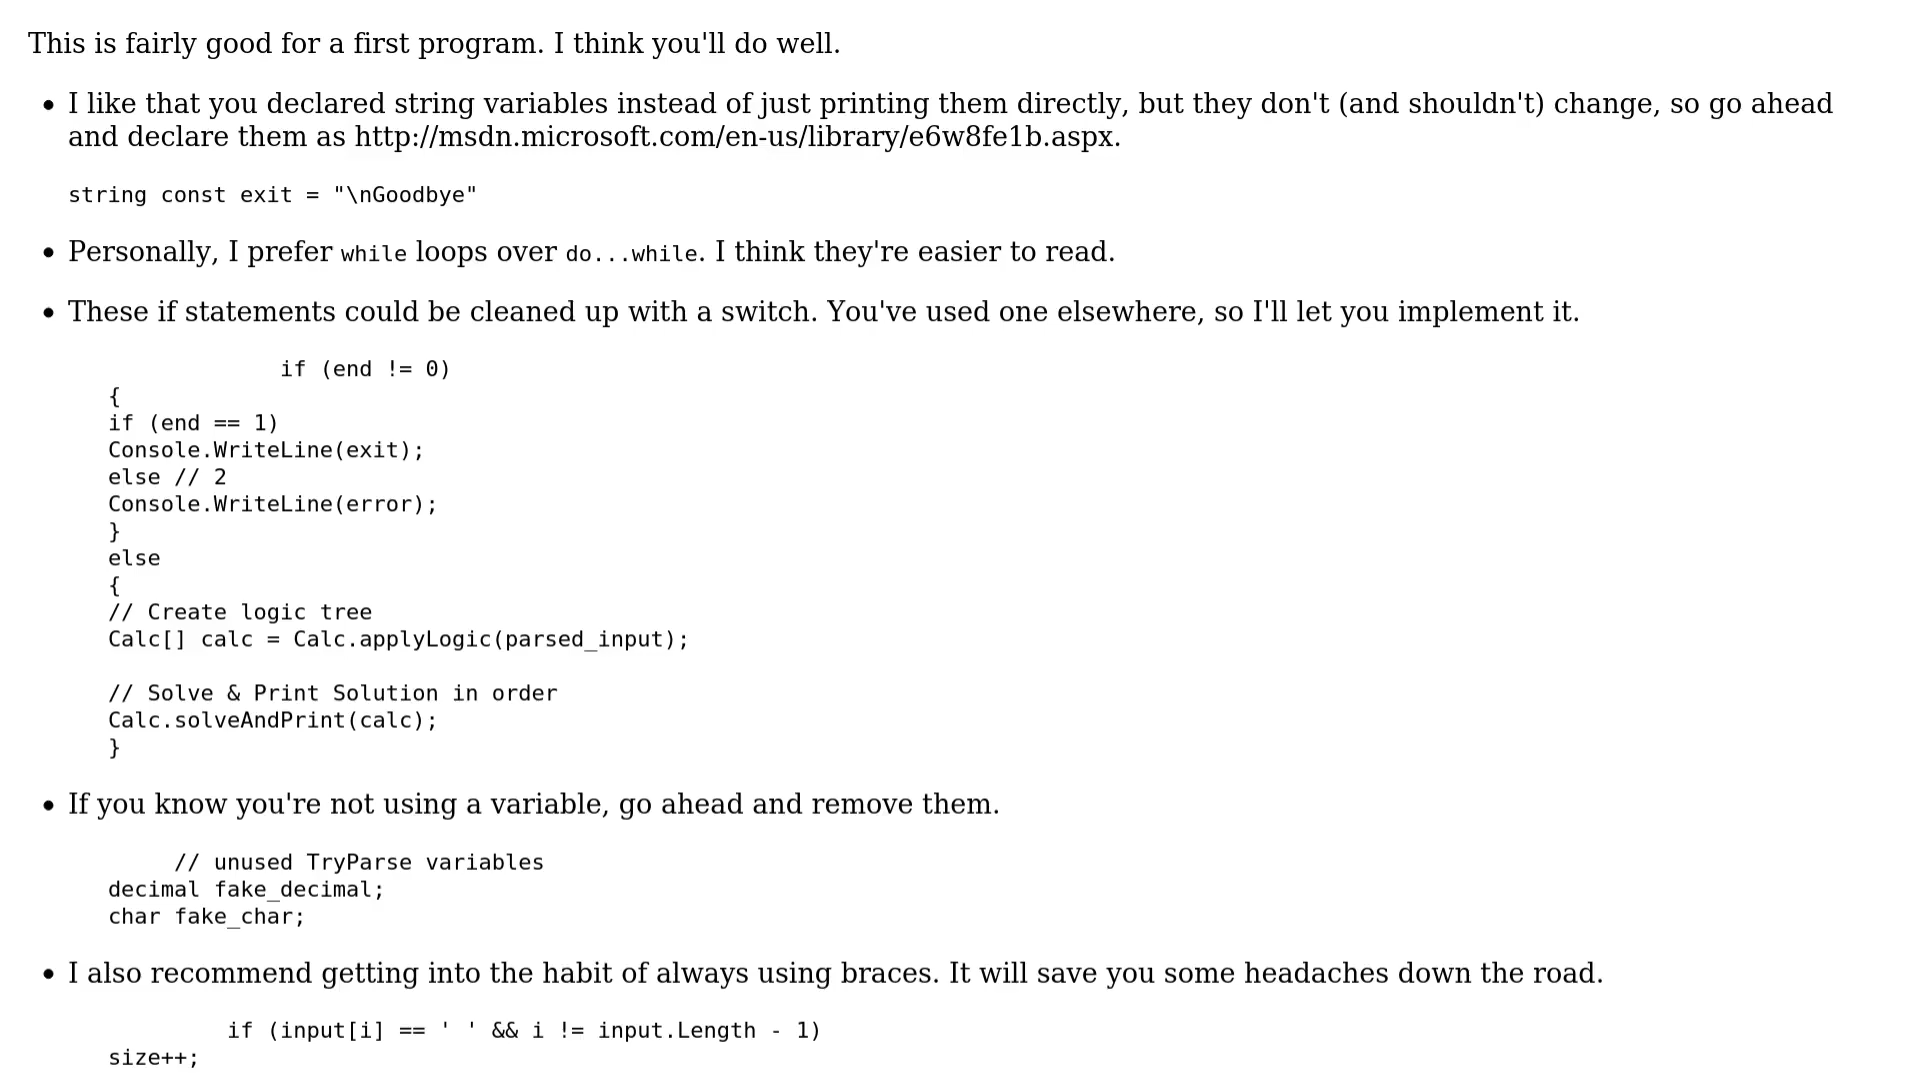 This is fairly good for a first program. I think you'll do well.
I like that you declared string variables instead of just printing them directly, but they don't (and shouldn't) change, so go ahead
and declare them as http://msdn.microsoft.com/en-us/library/e6w8fe1b.aspx.
string const exit = "\nGoodbye"
Personally, I prefer while loops over do...while. I think they're easier to read.
These if statements could be cleaned up with a switch. You've used one elsewhere, so I'll let you implement it.
if (end != 0)
{
if (end == 1)
Console.WriteLine(exit);
else // 2
Console.WriteLine(error);
}
else
{
// Create logic tree
Calc[] calc = Calc.applyLogic(parsed_input);
// Solve & Print Solution in order
Calc.solveAndPrint(calc);
}
If you know you're not using a variable, go ahead and remove them.
// unused TryParse variables
decimal fake_decimal;
char fake_char;
I also recommend getting into the habit of always using braces. It will save you some headaches down the road.
if (input[i] == ' ' && i != input.Length - 1)
size++;